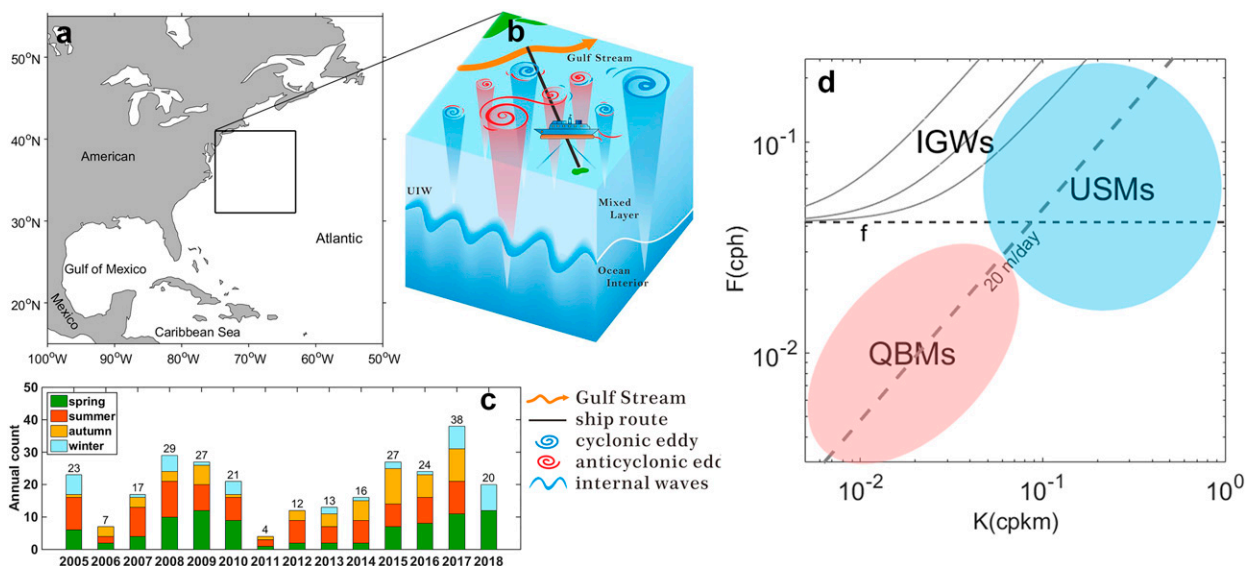 a
50°N
40°N
30°N
20°N
100°W
90°W
80°W
70°W
60°W
50°W
American
Atlantic
Gulf of Mexico
Mexico
Caribbean Sea
b
Gulf Stream
UIW
Mixed
Layer
Ocean
Interior
c
Annual count
50
40
30
20
10
0
spring
summer
autumn
winter
23
7
17
29
27
21
4
12
13
16
27
24
38
20
2005 2006 2007 2008 2009 2010 2011 2012 2013 2014 2015 2016 2017 2018
Gulf Stream
ship route
cyclonic eddy
anticyclonic edd
internal waves
d
F(cph)
10⁻¹
10⁻²
IGWs
USMs
f
20 m/day
QBMs
10⁻²
10⁻¹
10⁰
K(cpkm)